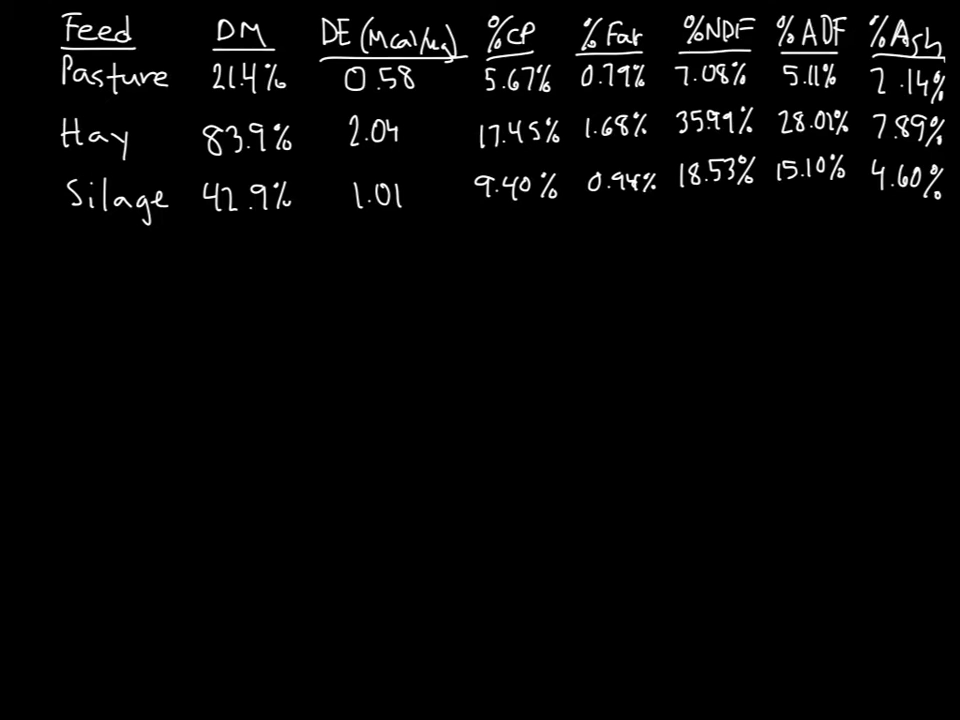 Feed DM DE (Mcal/kg) %CP %Fat %NDF %ADF %Ash
Pasture 21.4% 0.58 5.67% 0.79% 7.08% 5.11% 2.14%
Hay 83.9% 2.04 17.45% 1.68% 35.99% 28.01% 7.89%
Silage 42.9% 1.01 9.40% 0.94% 18.53% 15.10% 4.60%